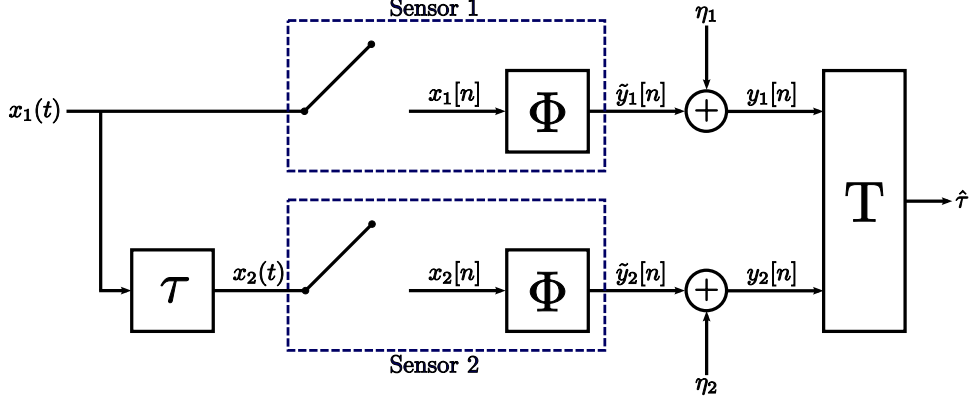 Sensor 1
η₁
x₁(t)
x₁[n]
Φ
ỹ₁[n]
+
y₁[n]
T
τ̂
τ
x₂(t)
x₂[n]
Φ
ỹ₂[n]
+
y₂[n]
Sensor 2
η₂